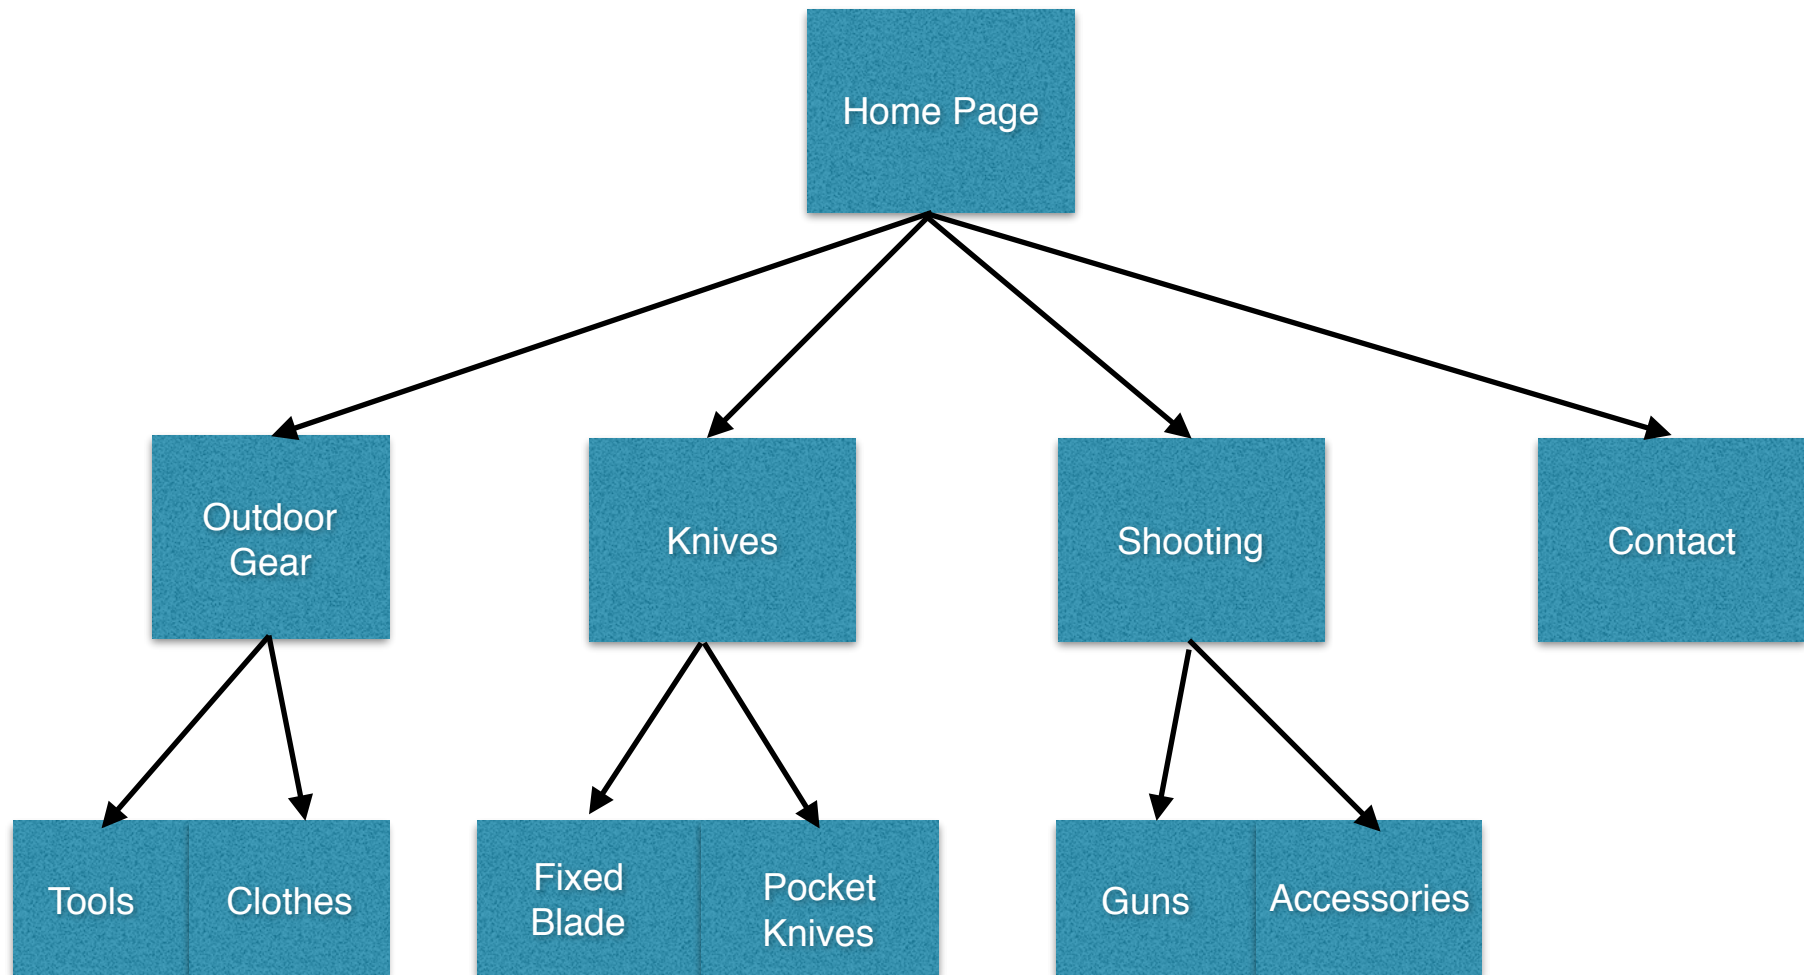 Home Page
Outdoor
Gear
Knives
Shooting
Contact
Tools
Clothes
Fixed
Blade
Pocket
Knives
Guns
Accessories